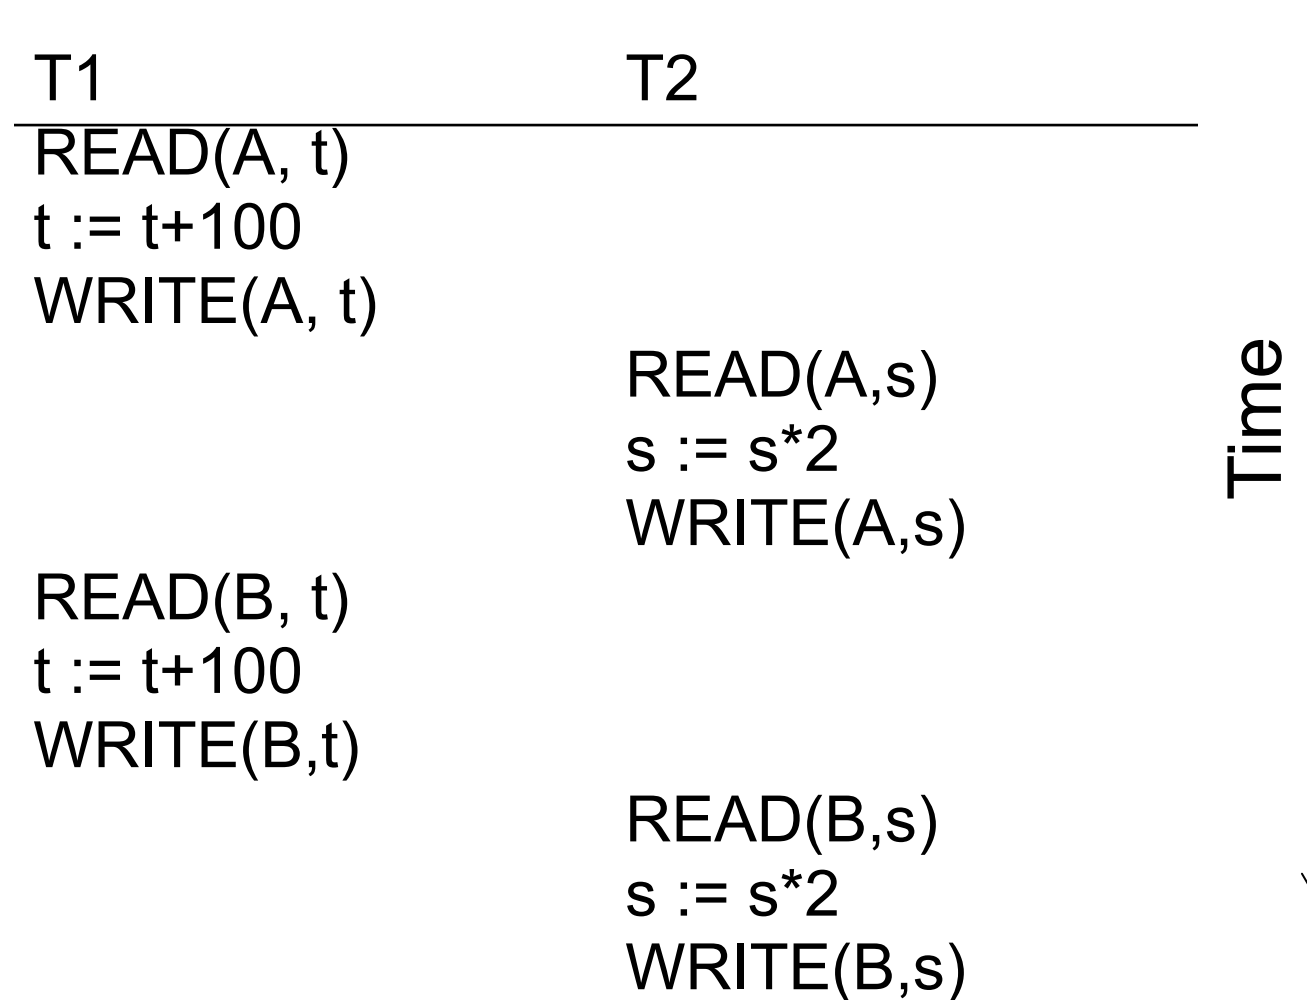 T1 T2
READ(A, t)
t := t+100
WRITE(A, t)
READ(A,s)
s := s*2
WRITE(A,s)
READ(B, t)
t := t+100
WRITE(B,t)
READ(B,s)
s := s*2
WRITE(B,s)
Time